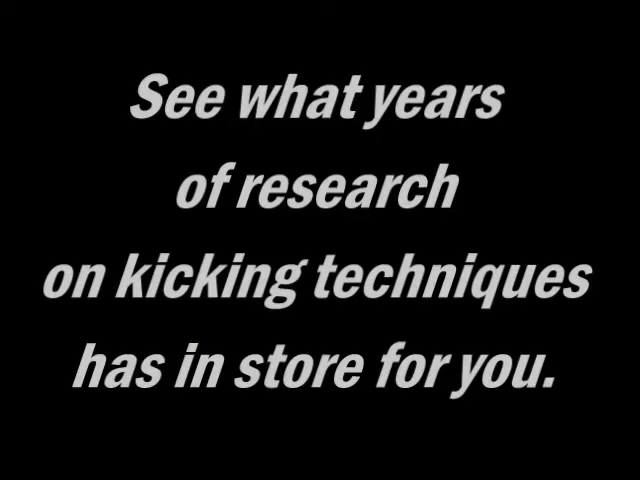 See what years
of research
on kicking techniques
has in store for you.